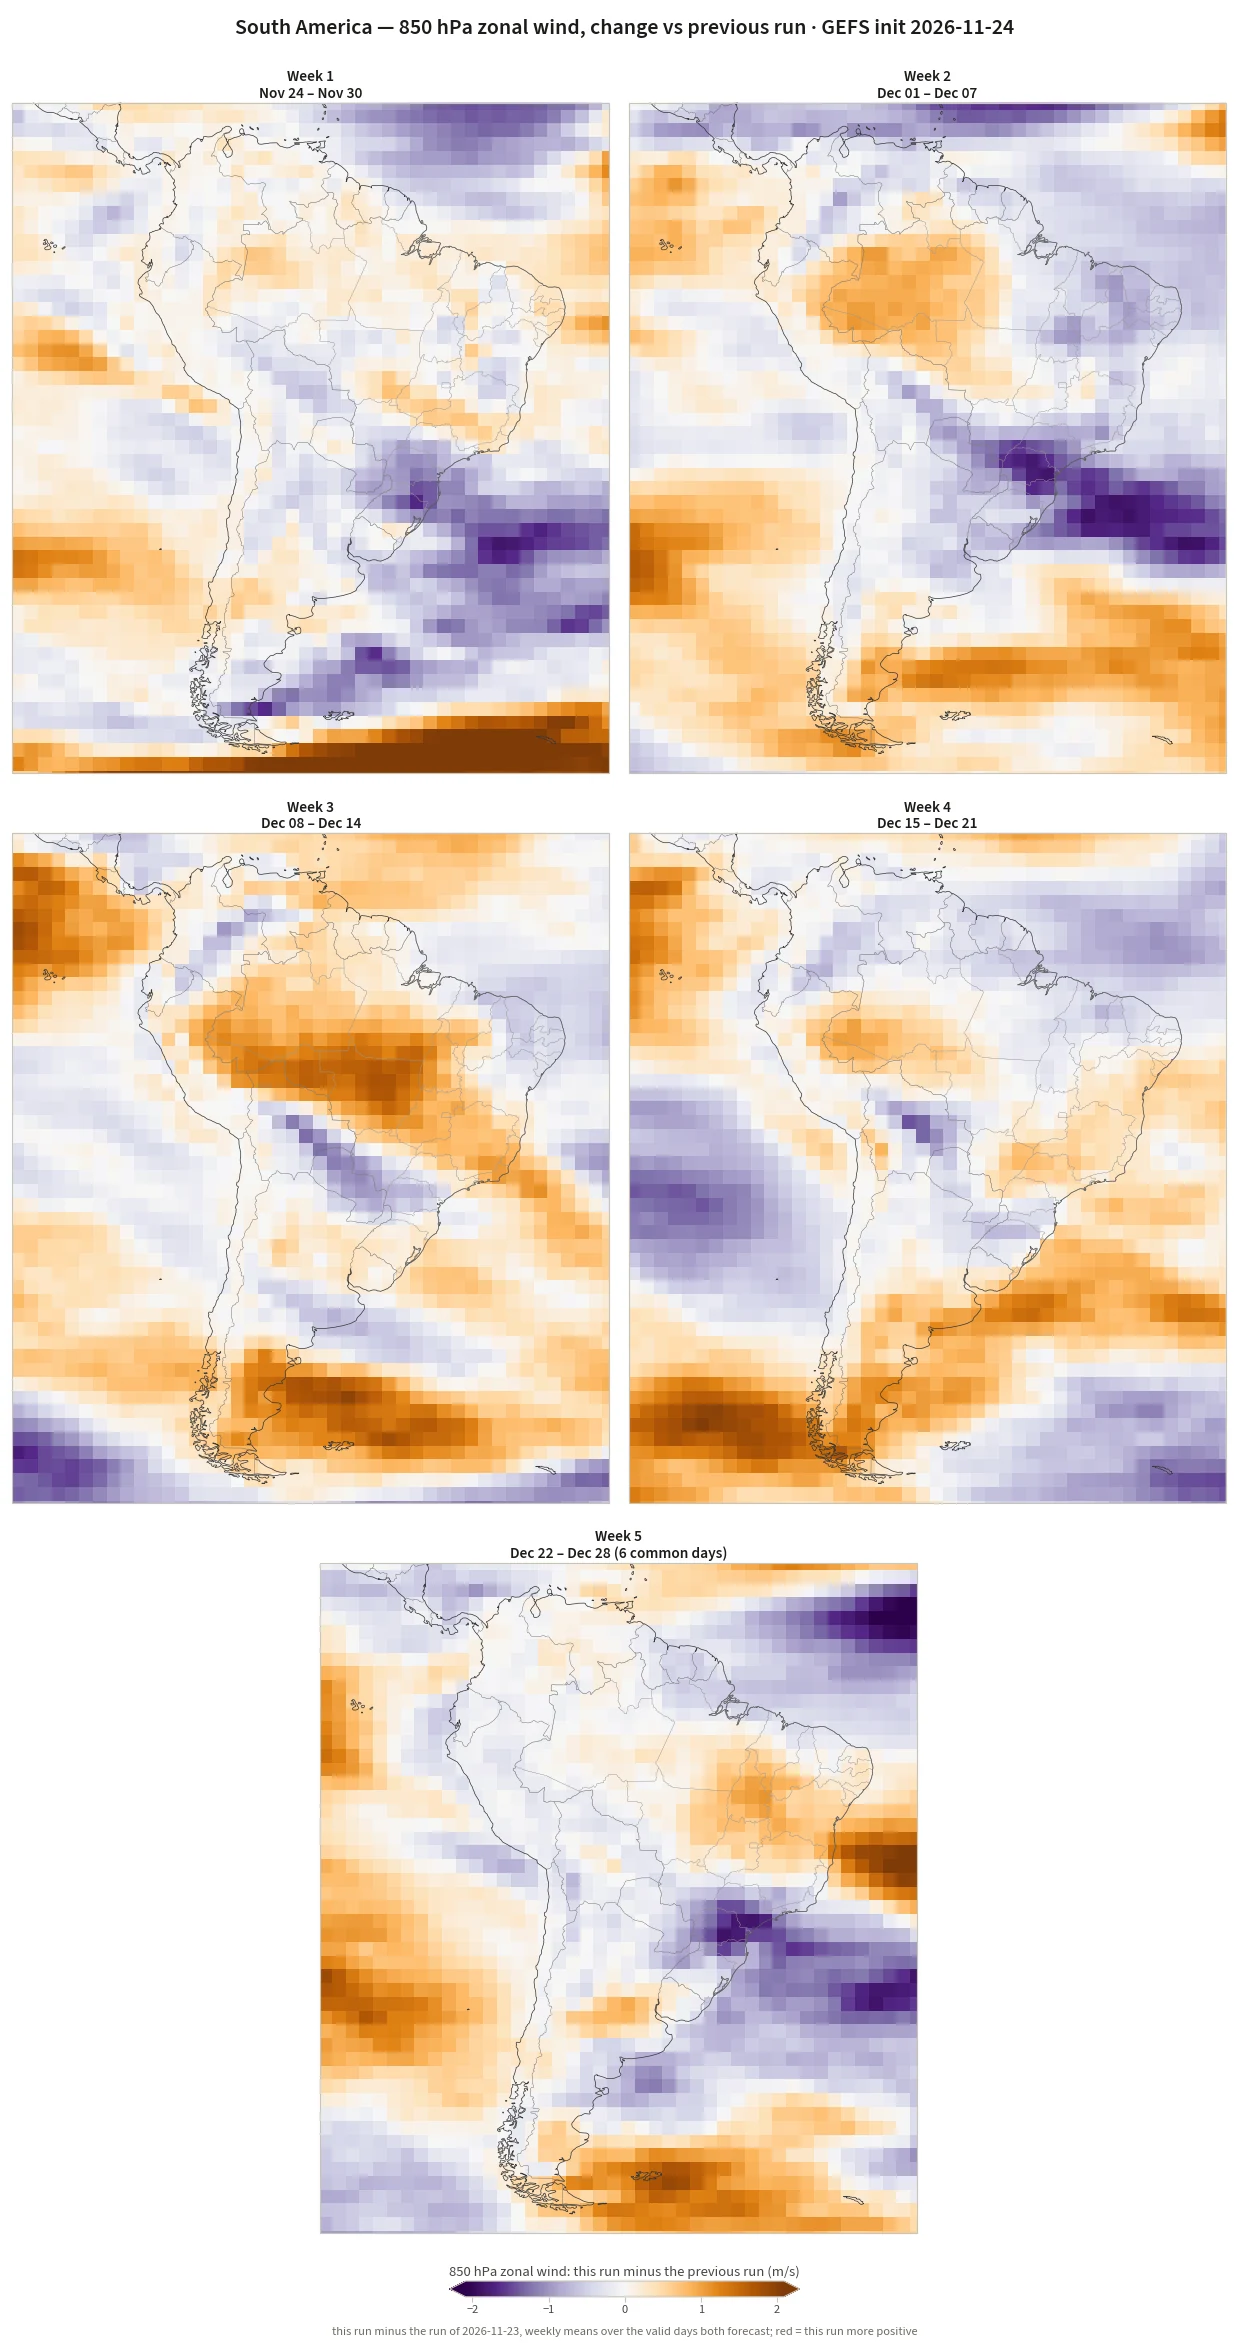 South America — 850 hPa zonal wind, change vs previous run · GEFS init 2026-11-24
Week 1
Nov 24 – Nov 30
Week 2
Dec 01 – Dec 07
Week 3
Dec 08 – Dec 14
Week 4
Dec 15 – Dec 21
Week 5
Dec 22 – Dec 28 (6 common days)
850 hPa zonal wind: this run minus the previous run (m/s)
−2 −1 0 1 2
this run minus the run of 2026-11-23, weekly means over the valid days both forecast; red = this run more positive